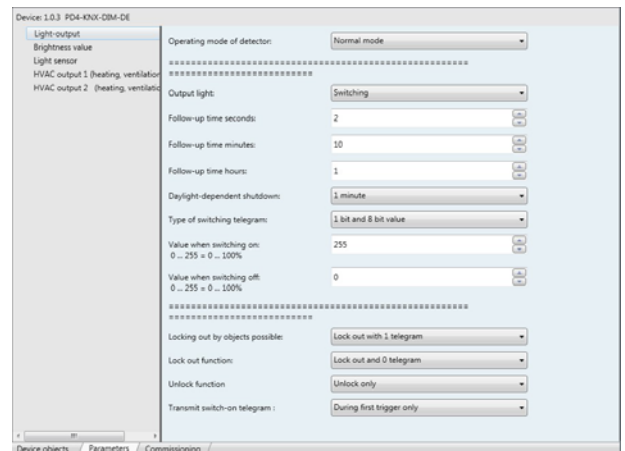 Device: 1.0.3 PD4-KNX-DIM-DE
Light-output
Brightness value
Light sensor
HVAC output 1 (heating, ventilation
HVAC output 2 (heating, ventilatic
Operating mode of detector: Normal mode
=======================================================
==========================
Output light: Switching
Follow-up time seconds: 2
Follow-up time minutes: 10
Follow-up time hours: 1
Daylight-dependent shutdown: 1 minute
Type of switching telegram: 1 bit and 8 bit value
Value when switching on: 255
0 ... 255 = 0 ... 100%
Value when switching off: 0
0 ... 255 = 0 ... 100%
=======================================================
==========================
Locking out by objects possible: Lock out with 1 telegram
Lock out function: Lock out and 0 telegram
Unlock function Unlock only
Transmit switch-on telegram : During first trigger only
Device objects Parameters Commissioning